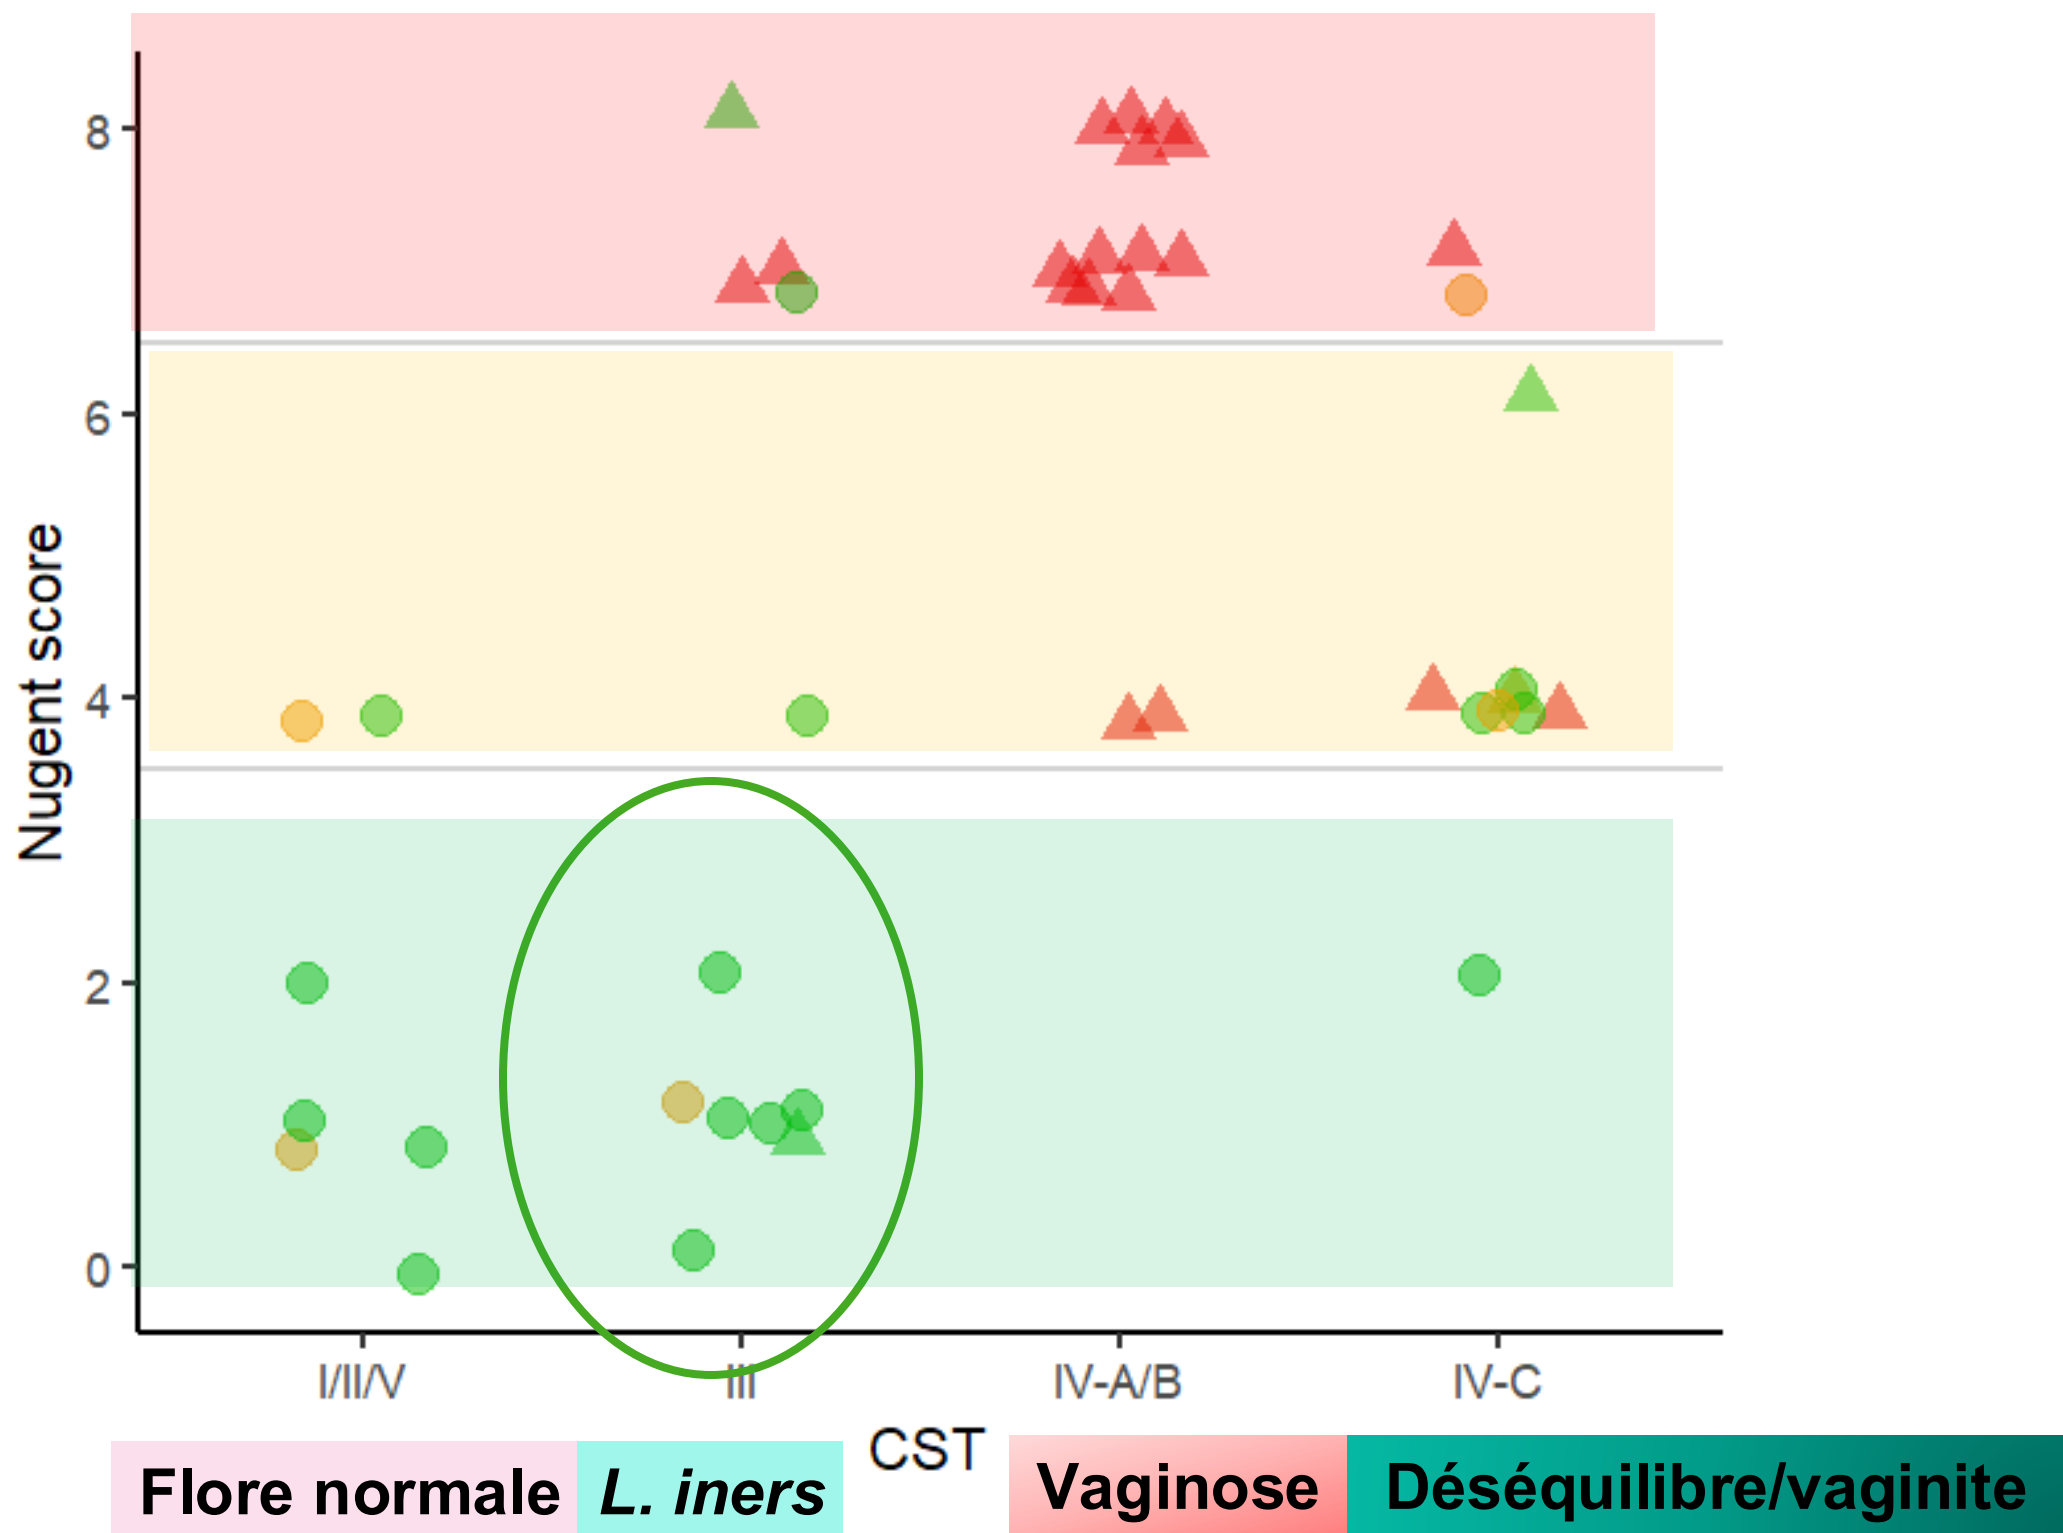 8
6
4
2
0
Nugent score
I/II/V
III
IV-A/B
IV-C
CST
Flore normale
L. iners
Vaginose
Déséquilibre/vaginite